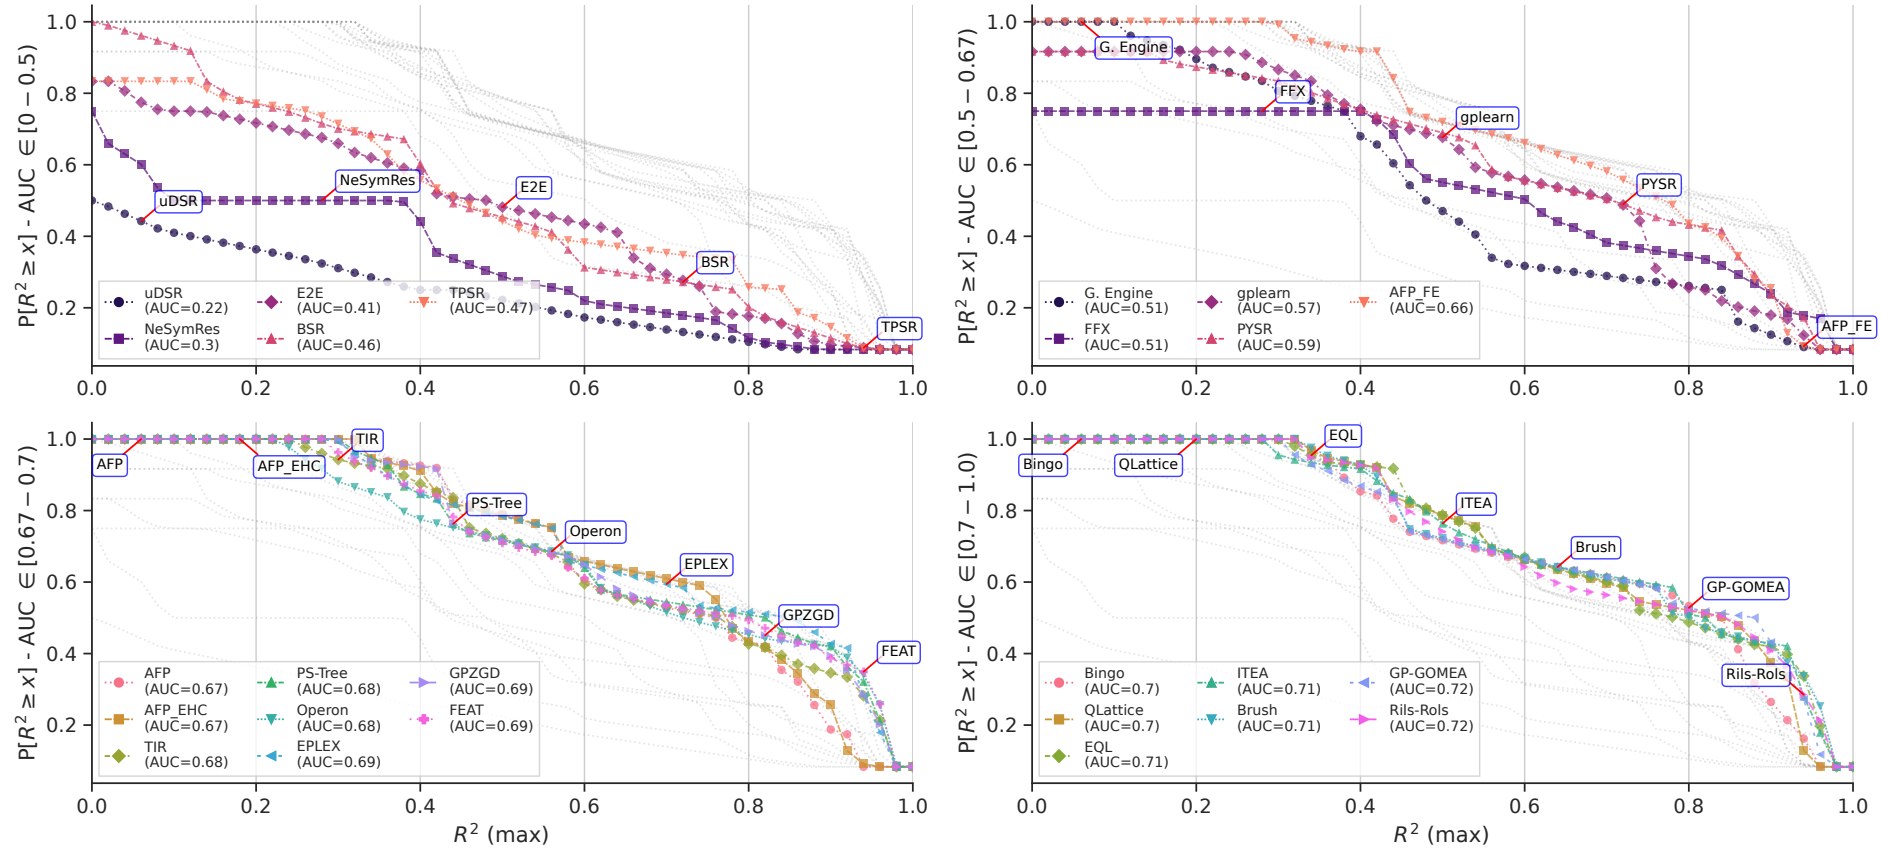 P[R² ≥ x] - AUC ∈ [0 − 0.5)
1.0
0.8
0.6
0.4
0.2
0.0 0.2 0.4 0.6 0.8 1.0
uDSR
NeSymRes
E2E
BSR
TPSR
uDSR
(AUC=0.22)
NeSymRes
(AUC=0.3)
E2E
(AUC=0.41)
BSR
(AUC=0.46)
TPSR
(AUC=0.47)
P[R² ≥ x] - AUC ∈ [0.5 − 0.67)
1.0
0.8
0.6
0.4
0.2
0.0 0.2 0.4 0.6 0.8 1.0
G. Engine
FFX
gplearn
PYSR
AFP_FE
G. Engine
(AUC=0.51)
FFX
(AUC=0.51)
gplearn
(AUC=0.57)
PYSR
(AUC=0.59)
AFP_FE
(AUC=0.66)
P[R² ≥ x] - AUC ∈ [0.67 − 0.7)
1.0
0.8
0.6
0.4
0.2
0.0 0.2 0.4 0.6 0.8 1.0
R² (max)
AFP
AFP_EHC
TIR
PS-Tree
Operon
EPLEX
GPZGD
FEAT
AFP
(AUC=0.67)
AFP_EHC
(AUC=0.67)
TIR
(AUC=0.68)
PS-Tree
(AUC=0.68)
Operon
(AUC=0.68)
EPLEX
(AUC=0.69)
GPZGD
(AUC=0.69)
FEAT
(AUC=0.69)
P[R² ≥ x] - AUC ∈ [0.7 − 1.0)
1.0
0.8
0.6
0.4
0.2
0.0 0.2 0.4 0.6 0.8 1.0
R² (max)
Bingo
QLattice
EQL
ITEA
Brush
GP-GOMEA
Rils-Rols
Bingo
(AUC=0.7)
QLattice
(AUC=0.7)
EQL
(AUC=0.71)
ITEA
(AUC=0.71)
Brush
(AUC=0.71)
GP-GOMEA
(AUC=0.72)
Rils-Rols
(AUC=0.72)